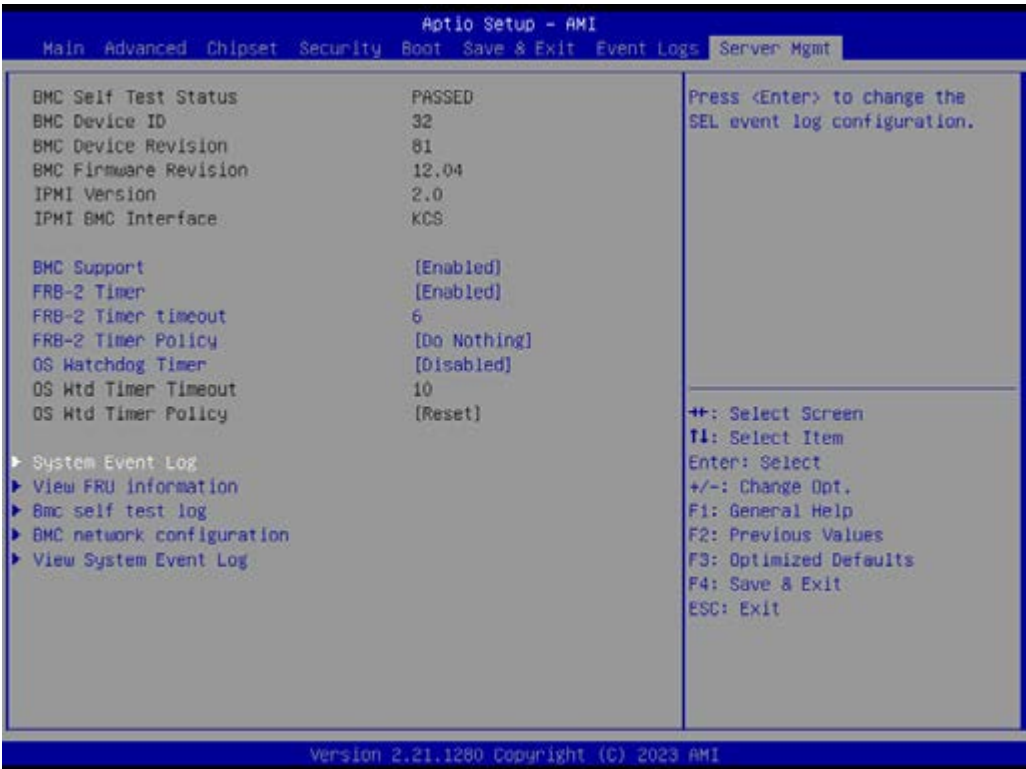 Aptio Setup - AMI
Main Advanced Chipset Security Boot Save & Exit Event Logs Server Mgmt
BMC Self Test Status PASSED
BMC Device ID 32
BMC Device Revision 81
BMC Firmware Revision 12.04
IPMI Version 2.0
IPMI BMC Interface KCS
BMC Support [Enabled]
FRB-2 Timer [Enabled]
FRB-2 Timer timeout 6
FRB-2 Timer Policy [Do Nothing]
OS Watchdog Timer [Disabled]
OS Wtd Timer Timeout 10
OS Wtd Timer Policy [Reset]
System Event Log
View FRU information
Bmc self test log
BMC network configuration
View System Event Log
Press <Enter> to change the
SEL event log configuration.
→←: Select Screen
↑↓: Select Item
Enter: Select
+/-: Change Opt.
F1: General Help
F2: Previous Values
F3: Optimized Defaults
F4: Save & Exit
ESC: Exit
Version 2.21.1280 Copyright (C) 2023 AMI